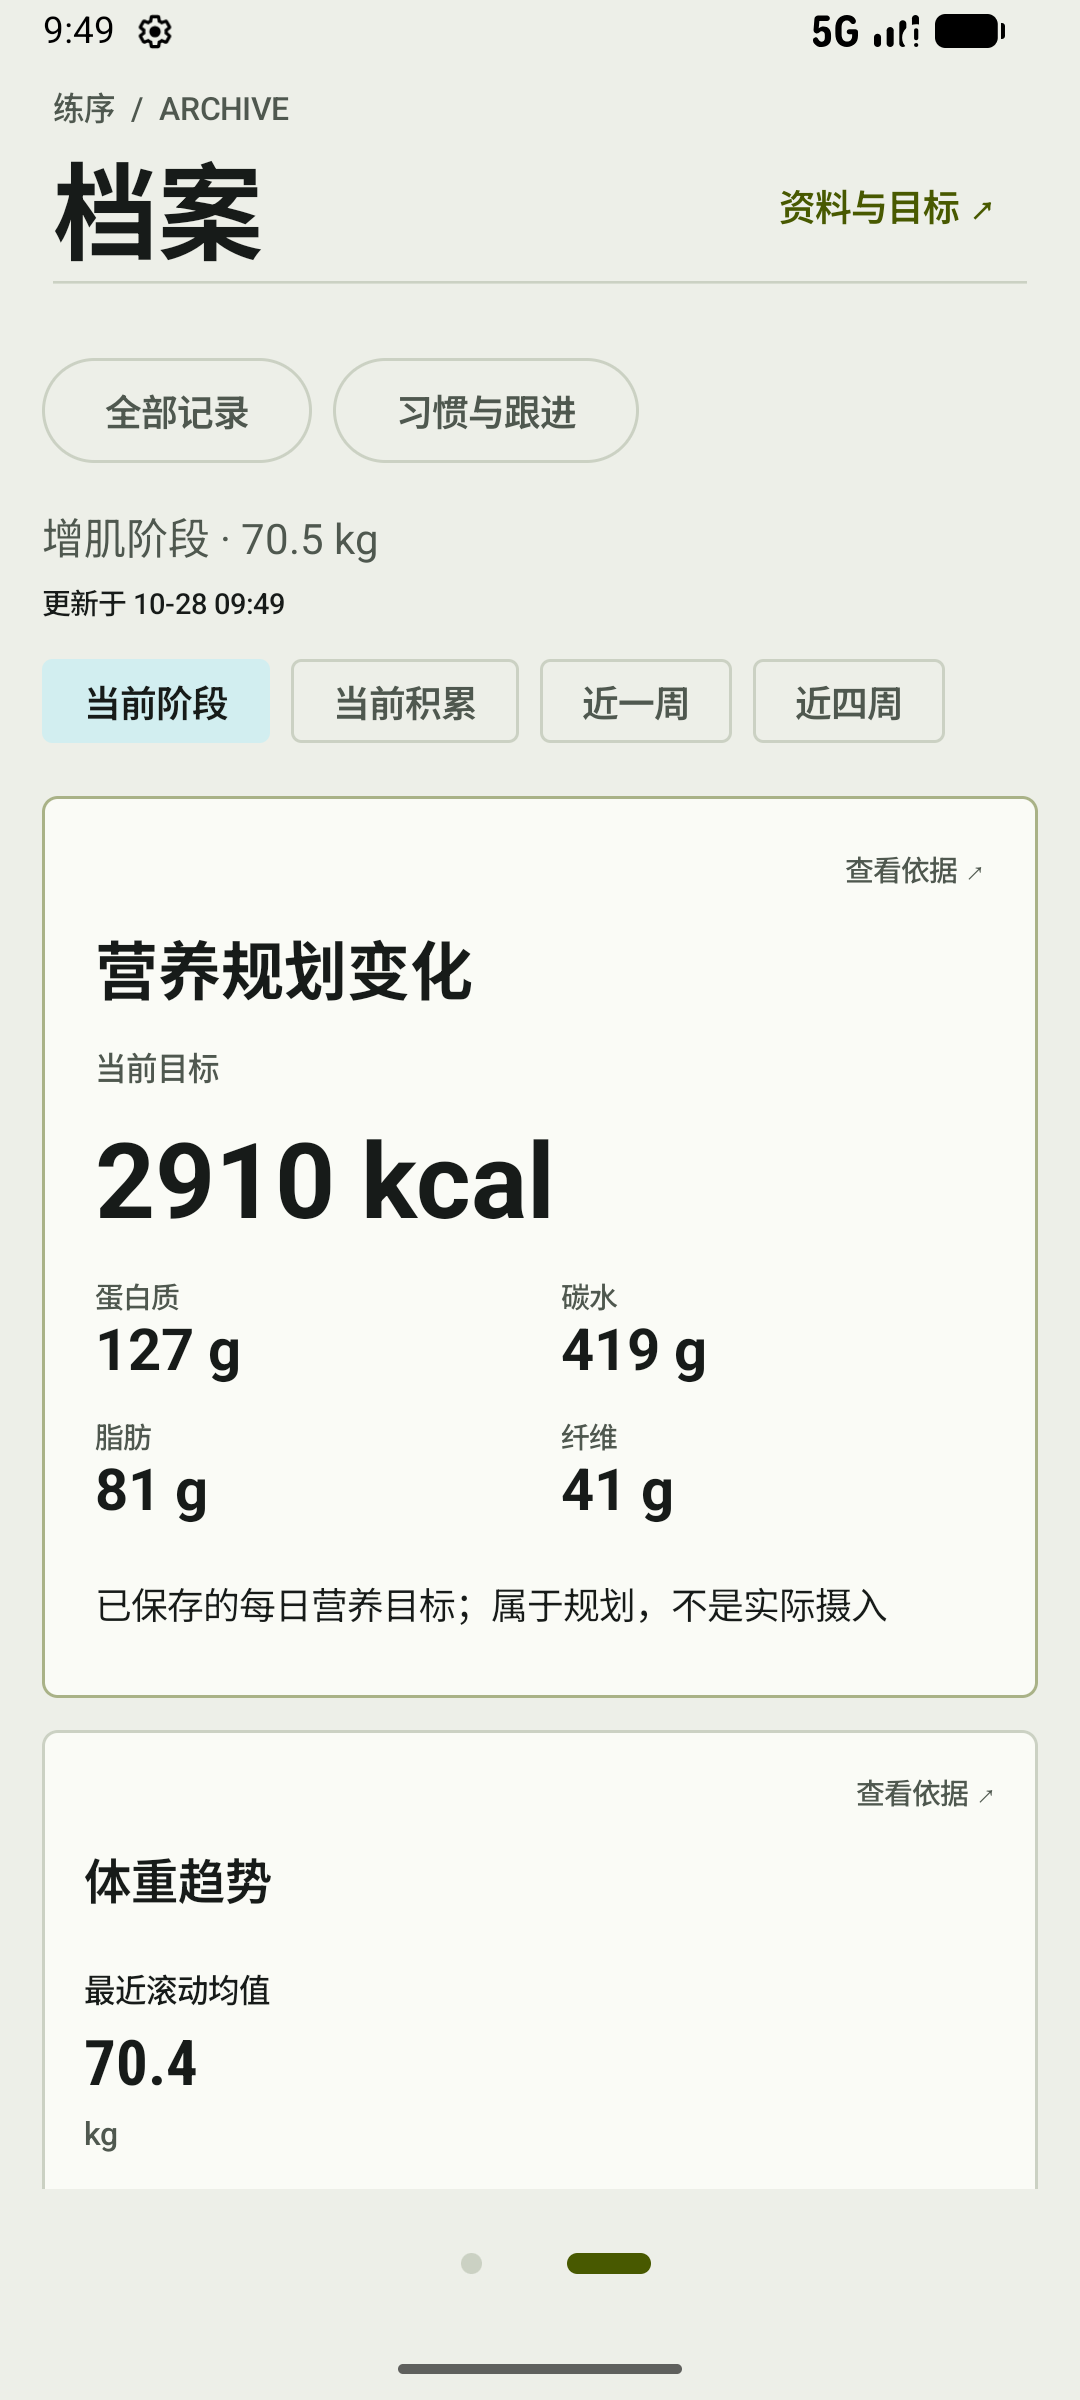 9:49
5G
练序 / ARCHIVE
档案
资料与目标 ↗
全部记录
习惯与跟进
增肌阶段 · 70.5 kg
更新于 10-28 09:49
当前阶段
当前积累
近一周
近四周
查看依据 ↗
营养规划变化
当前目标
2910 kcal
蛋白质
127 g
碳水
419 g
脂肪
81 g
纤维
41 g
已保存的每日营养目标；属于规划，不是实际摄入
查看依据 ↗
体重趋势
最近滚动均值
70.4
kg